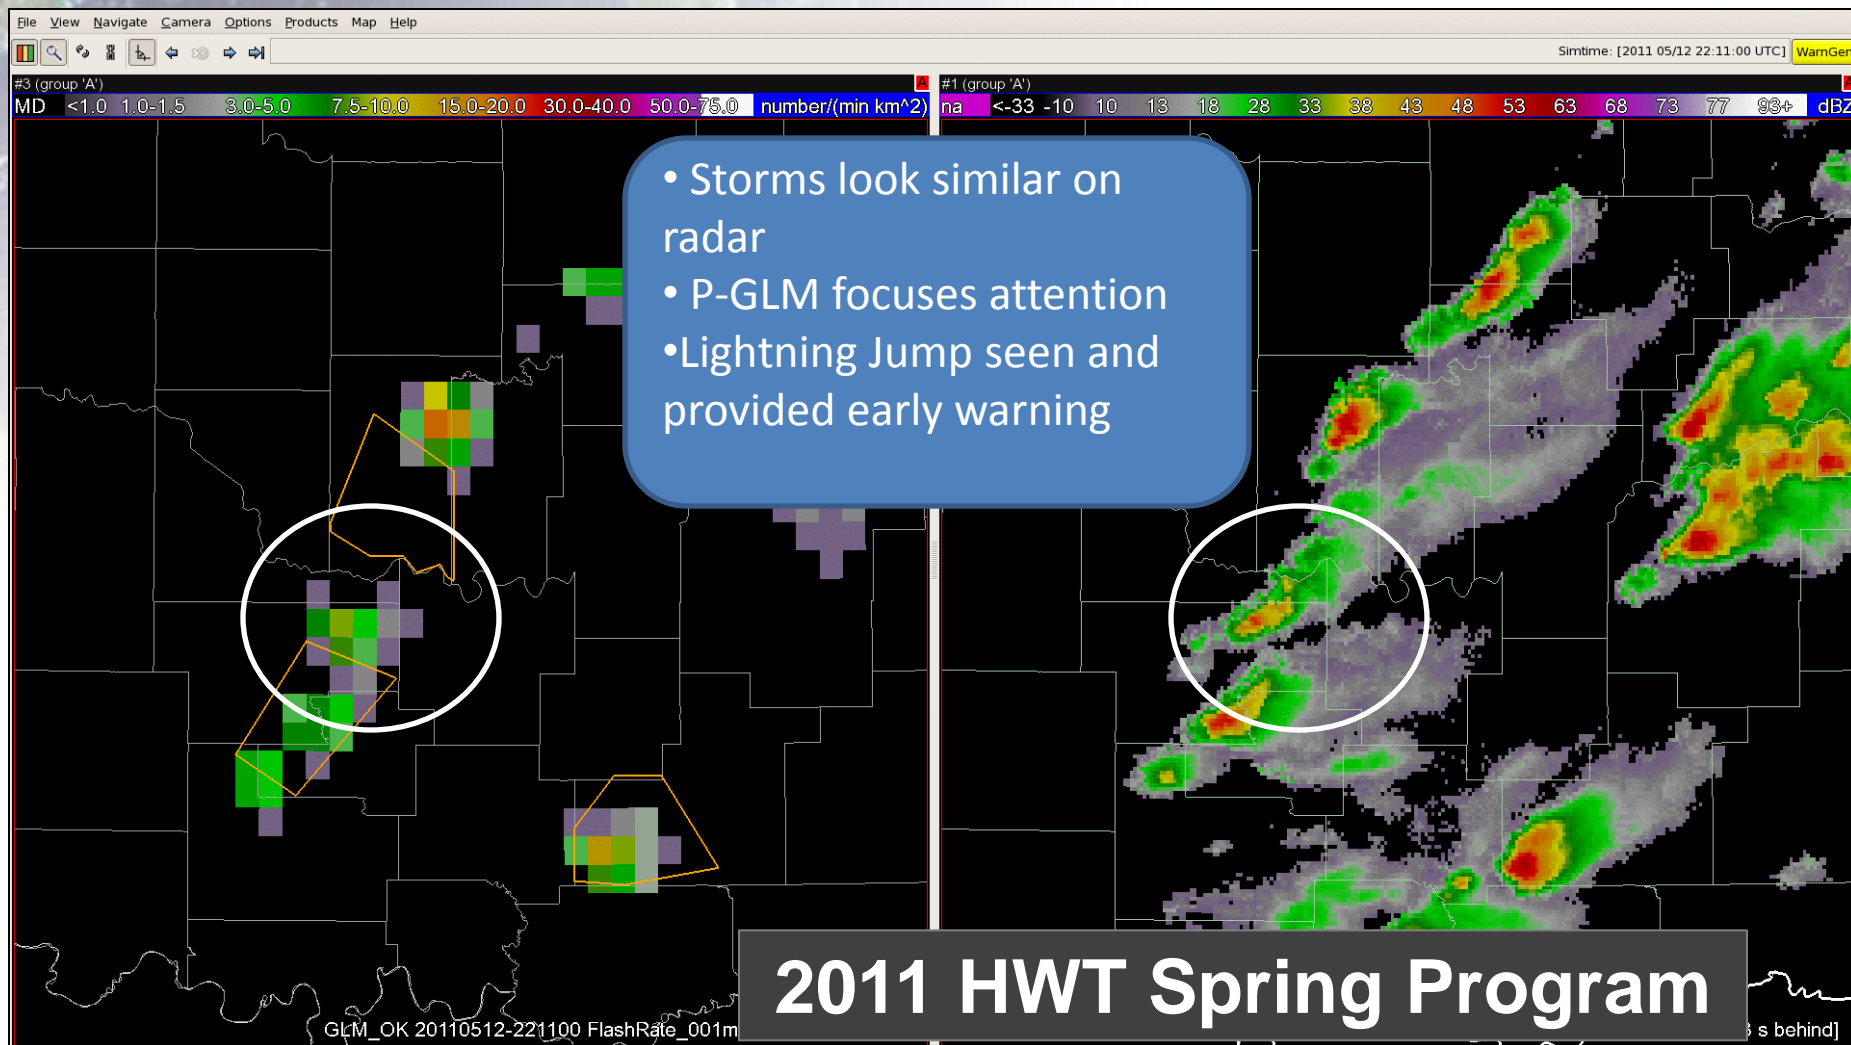 File View Navigate Camera Options Products Map Help
Simtime: [2011 05/12 22:11:00 UTC] WarnGen
#3 (group 'A') A
#1 (group 'A')
MD <1.0 1.0-1.5 3.0-5.0 7.5-10.0 15.0-20.0 30.0-40.0 50.0-75.0 number/(min km^2)
na <-33 -10 10 13 18 28 33 38 43 48 53 63 68 73 77 93+ dBZ
• Storms look similar on
radar
• P-GLM focuses attention
•Lightning Jump seen and
provided early warning
2011 HWT Spring Program
GLM_OK 20110512-221100 FlashRate_001m
s behind]